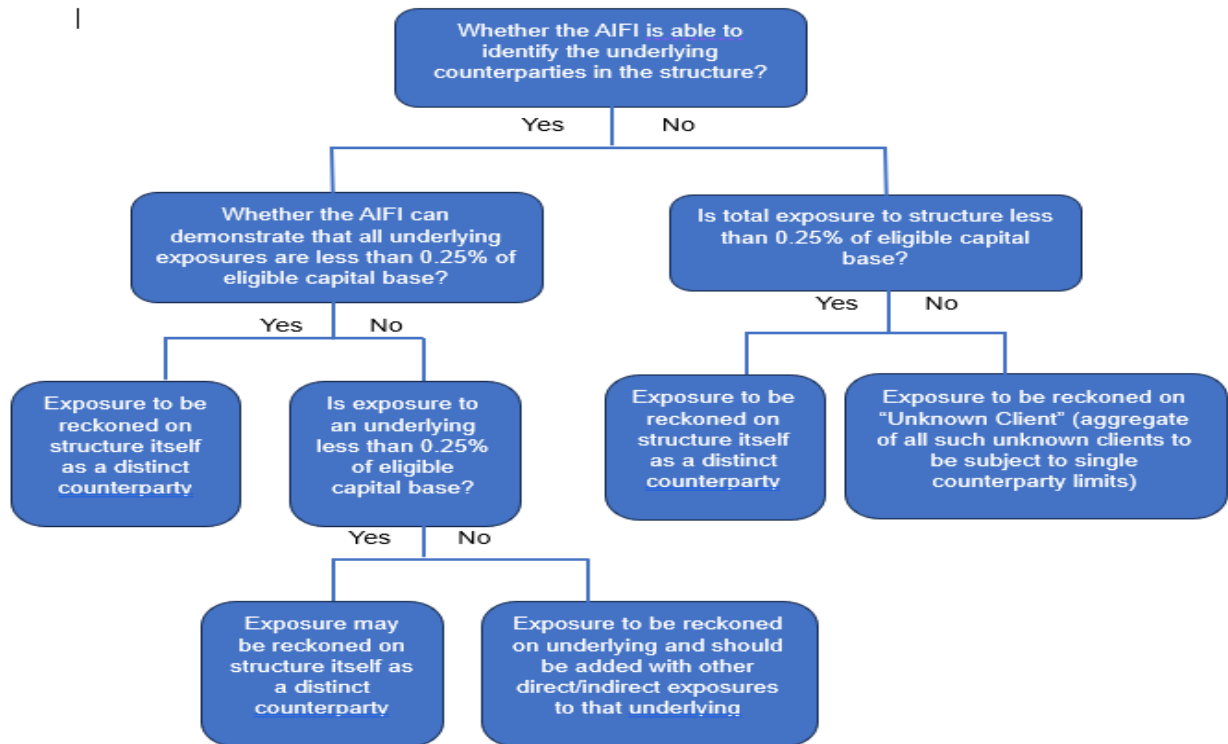 Whether the AIFI is able to
identify the underlying
counterparties in the structure?
Yes
No
Whether the AIFI can
demonstrate that all underlying
exposures are less than 0.25% of
eligible capital base?
Is total exposure to structure less
than 0.25% of eligible capital
base?
Yes
No
Yes
No
Exposure to be
reckoned on
structure itself
as a distinct
counterparty
Is exposure to
an underlying
less than 0.25%
of eligible
capital base?
Exposure to be
reckoned on
structure itself
as a distinct
counterparty
Exposure to be reckoned on
“Unknown Client” (aggregate
of all such unknown clients to
be subject to single
counterparty limits)
Yes
No
Exposure may
be reckoned on
structure itself as
a distinct
counterparty
Exposure to be reckoned
on underlying and should
be added with other
direct/indirect exposures
to that underlying